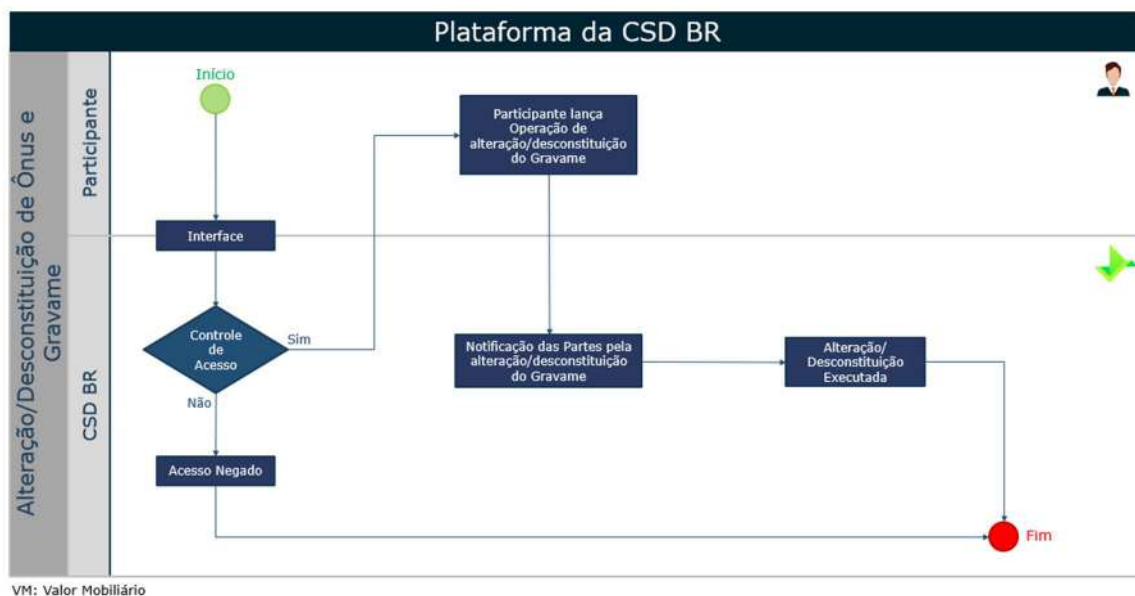 Plataforma da CSD BR
Alteração/Desconstituição de Ônus e
Gravame
Participante
CSD BR
Início
Participante lança
Operação de
alteração/desconstituição
do Gravame
Interface
Controle
de
Acesso
Sim
Não
Notificação das Partes pela
alteração/desconstituição
do Gravame
Alteração/
Desconstituição
Executada
Acesso Negado
Fim
VM: Valor Mobiliário